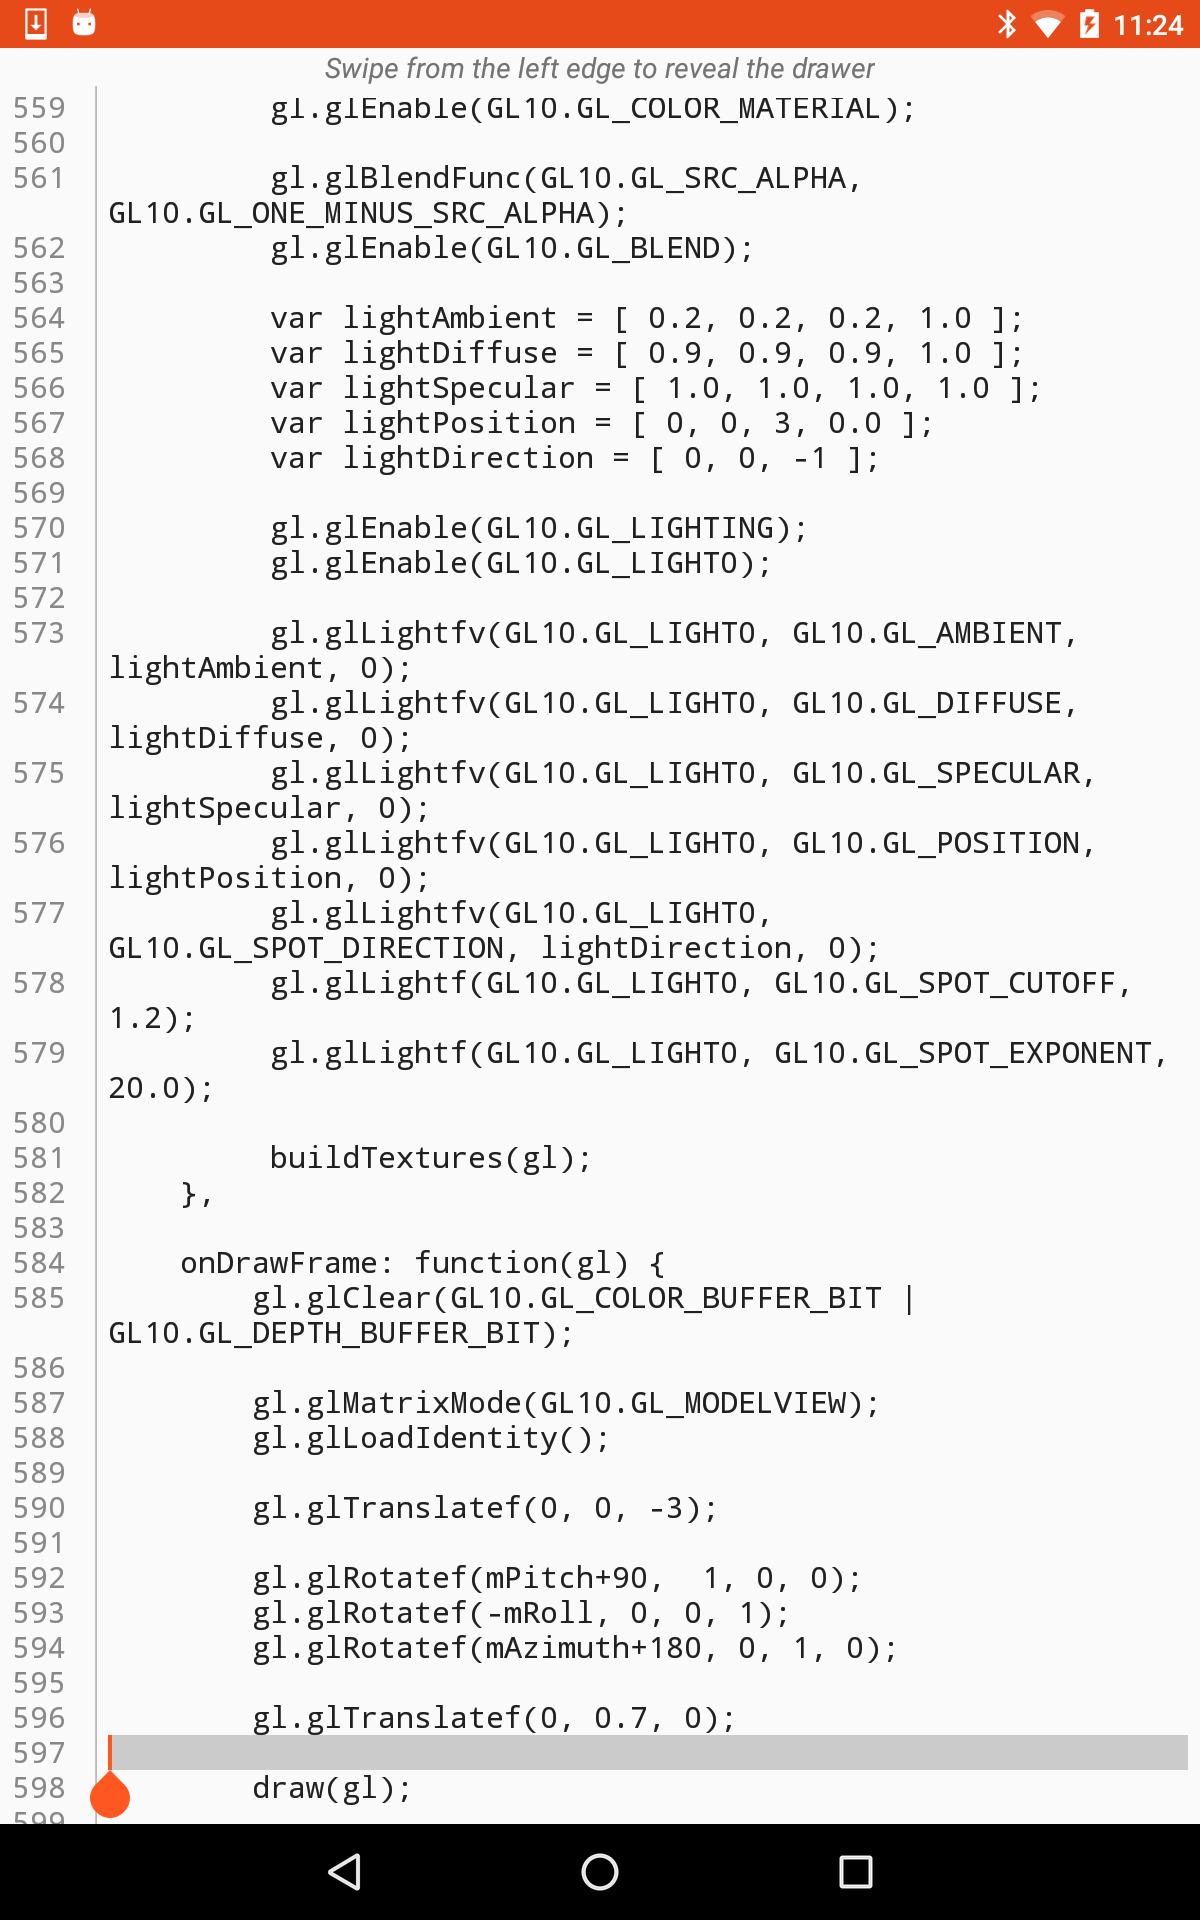 11:24
Swipe from the left edge to reveal the drawer
559 gl.glEnable(GL10.GL_COLOR_MATERIAL);
560
561 gl.glBlendFunc(GL10.GL_SRC_ALPHA,
GL10.GL_ONE_MINUS_SRC_ALPHA);
562 gl.glEnable(GL10.GL_BLEND);
563
564 var lightAmbient = [ 0.2, 0.2, 0.2, 1.0 ];
565 var lightDiffuse = [ 0.9, 0.9, 0.9, 1.0 ];
566 var lightSpecular = [ 1.0, 1.0, 1.0, 1.0 ];
567 var lightPosition = [ 0, 0, 3, 0.0 ];
568 var lightDirection = [ 0, 0, -1 ];
569
570 gl.glEnable(GL10.GL_LIGHTING);
571 gl.glEnable(GL10.GL_LIGHT0);
572
573 gl.glLightfv(GL10.GL_LIGHT0, GL10.GL_AMBIENT,
lightAmbient, 0);
574 gl.glLightfv(GL10.GL_LIGHT0, GL10.GL_DIFFUSE,
lightDiffuse, 0);
575 gl.glLightfv(GL10.GL_LIGHT0, GL10.GL_SPECULAR,
lightSpecular, 0);
576 gl.glLightfv(GL10.GL_LIGHT0, GL10.GL_POSITION,
lightPosition, 0);
577 gl.glLightfv(GL10.GL_LIGHT0,
GL10.GL_SPOT_DIRECTION, lightDirection, 0);
578 gl.glLightf(GL10.GL_LIGHT0, GL10.GL_SPOT_CUTOFF,
1.2);
579 gl.glLightf(GL10.GL_LIGHT0, GL10.GL_SPOT_EXPONENT,
20.0);
580
581 buildTextures(gl);
582 },
583
584 onDrawFrame: function(gl) {
585 gl.glClear(GL10.GL_COLOR_BUFFER_BIT |
GL10.GL_DEPTH_BUFFER_BIT);
586
587 gl.glMatrixMode(GL10.GL_MODELVIEW);
588 gl.glLoadIdentity();
589
590 gl.glTranslatef(0, 0, -3);
591
592 gl.glRotatef(mPitch+90,  1, 0, 0);
593 gl.glRotatef(-mRoll, 0, 0, 1);
594 gl.glRotatef(mAzimuth+180, 0, 1, 0);
595
596 gl.glTranslatef(0, 0.7, 0);
597
598 draw(gl);
599